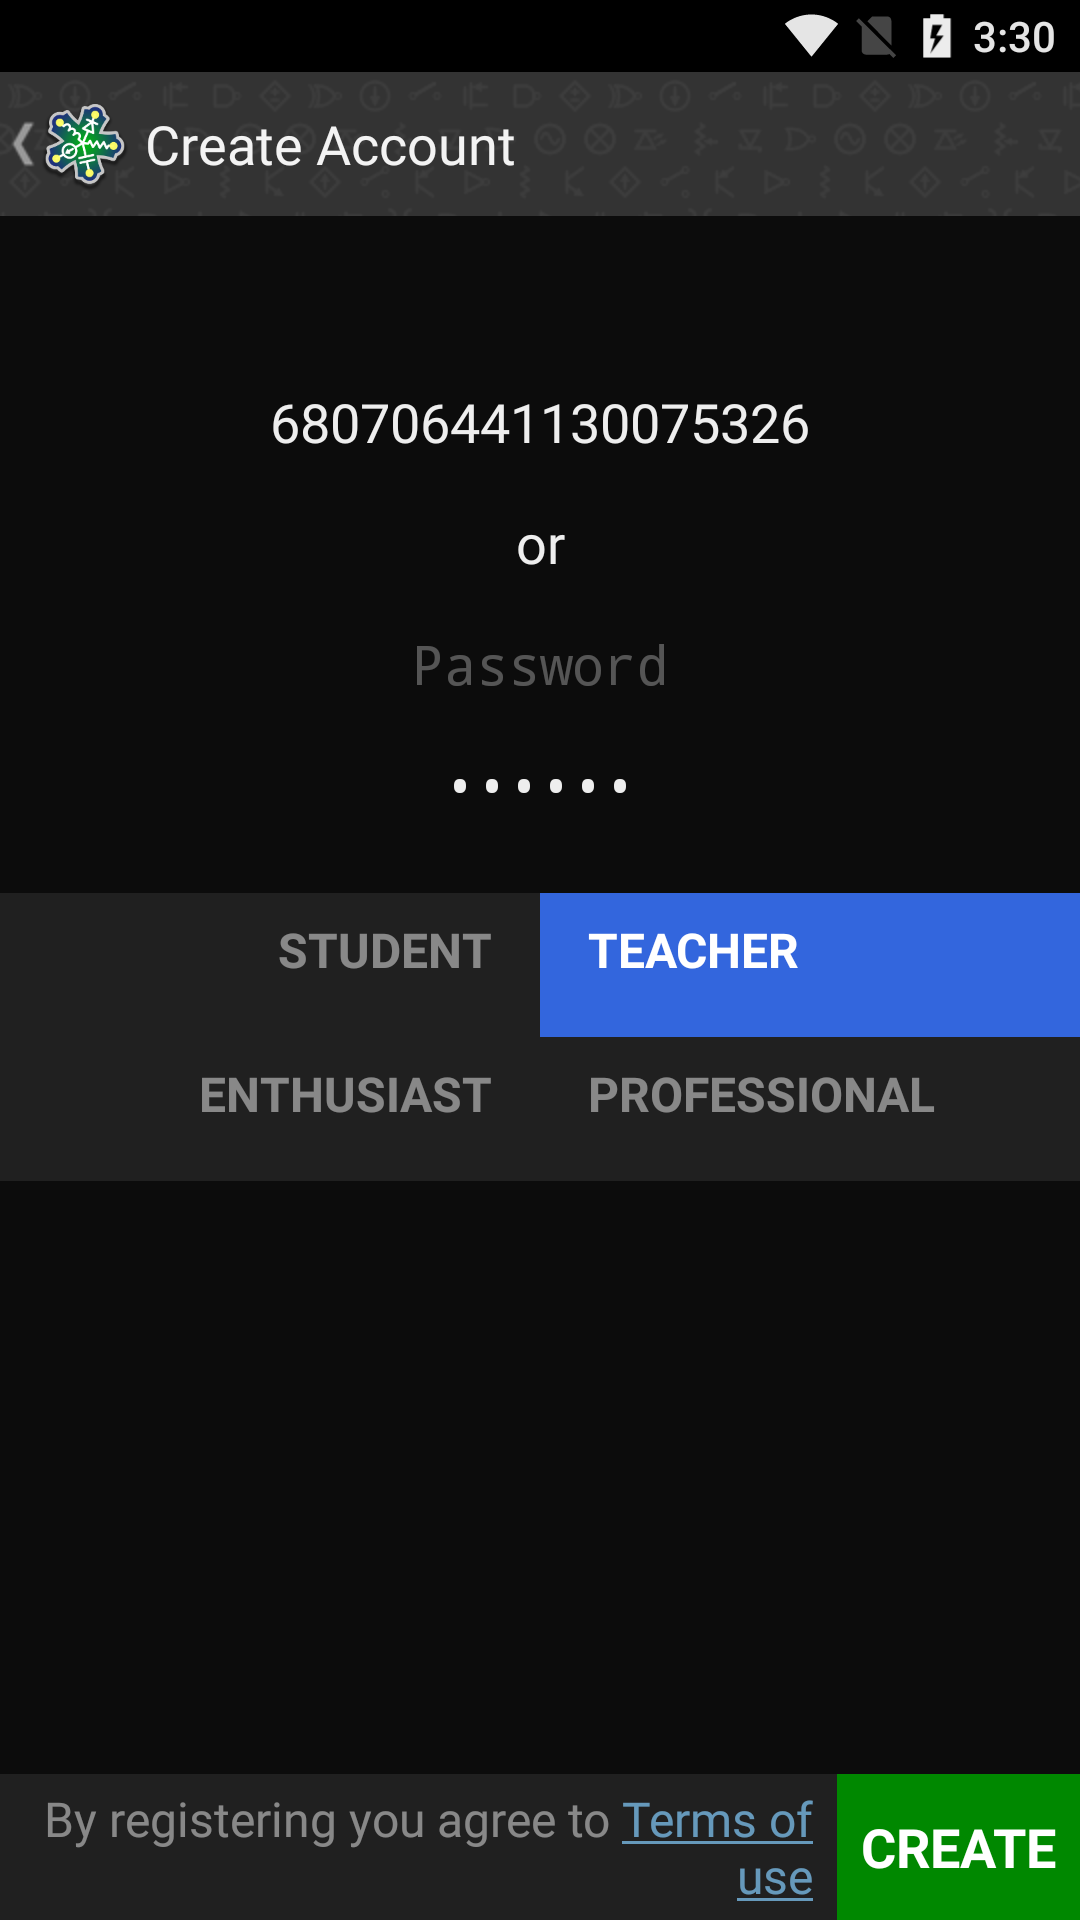 3:30
Create Account
680706441130075326
or
Password
••••••
STUDENT
TEACHER
ENTHUSIAST
PROFESSIONAL
By registering you agree to Terms of
use
CREATE